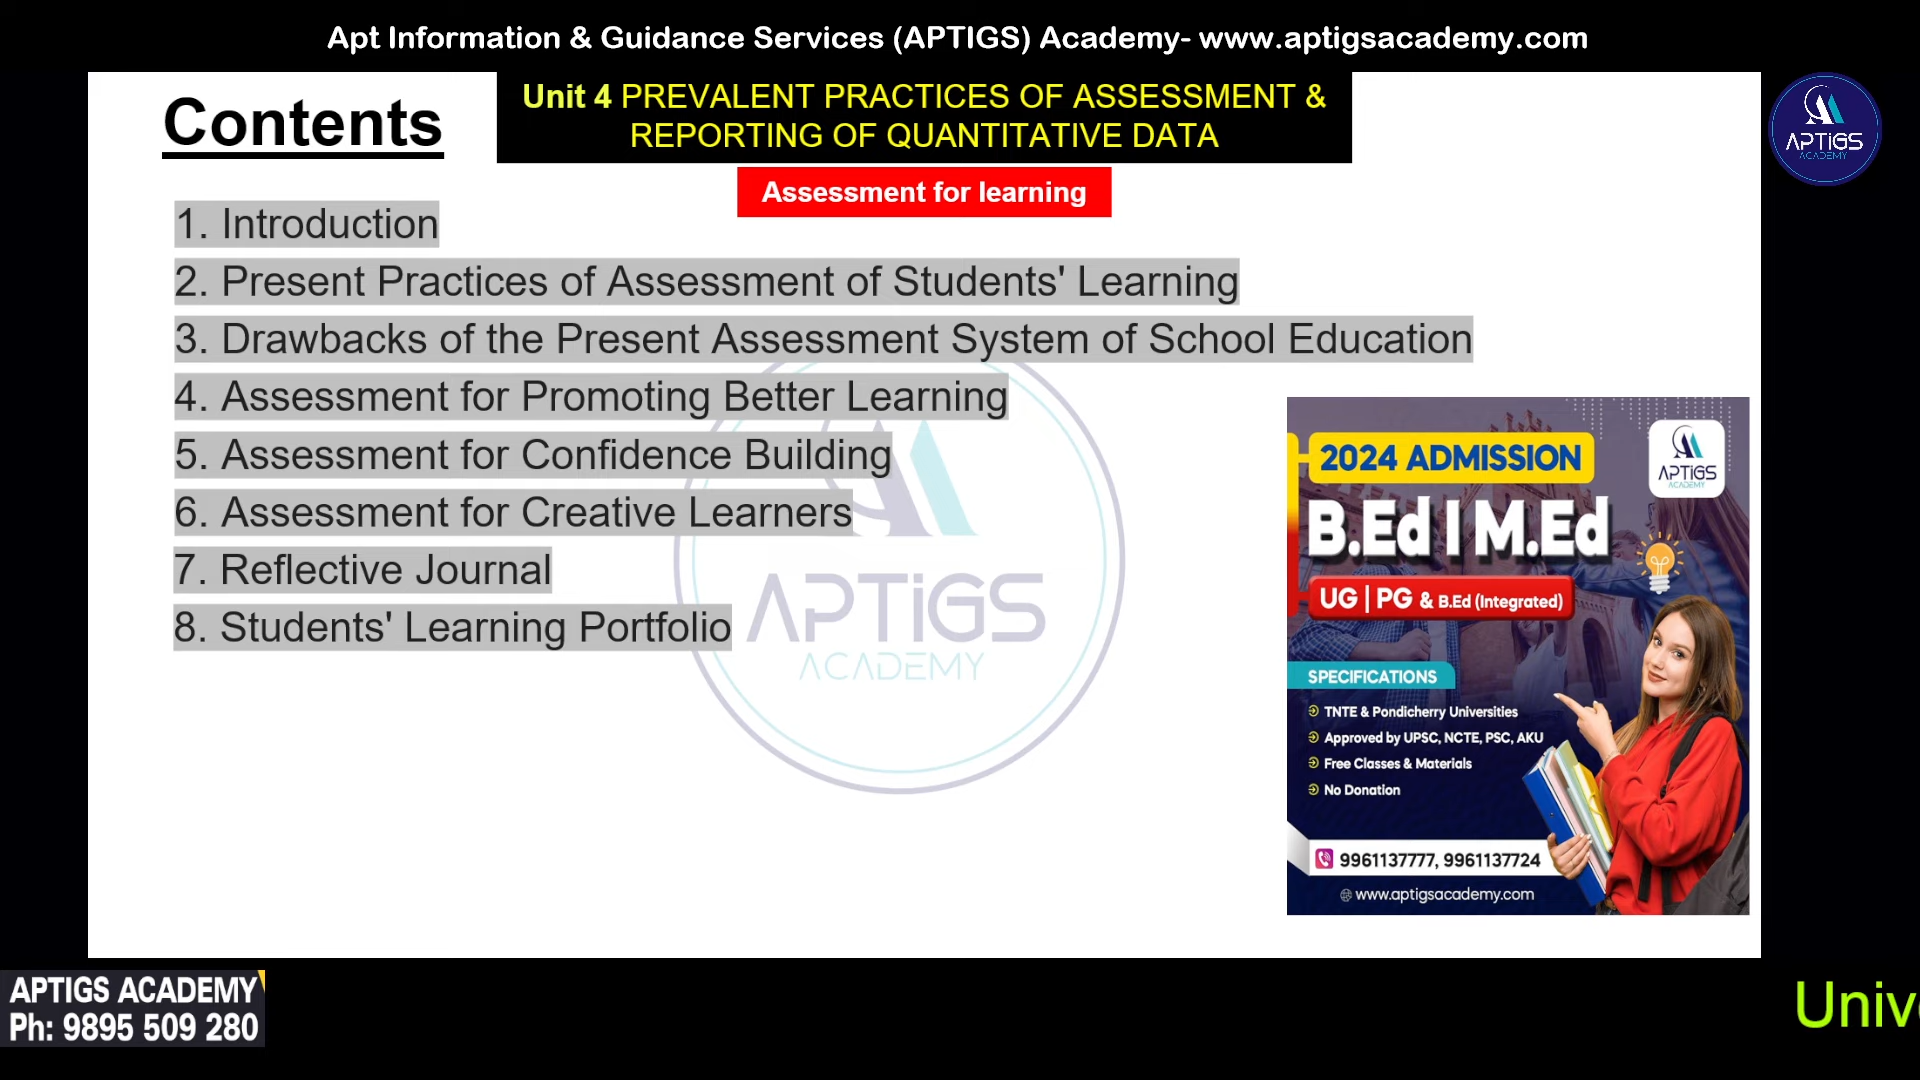 Apt Information & Guidance Services (APTIGS) Academy- www.aptigsacademy.com
Contents
Unit 4 PREVALENT PRACTICES OF ASSESSMENT &
REPORTING OF QUANTITATIVE DATA
Assessment for learning
APTiGS
ACADEMY
1. Introduction
2. Present Practices of Assessment of Students' Learning
3. Drawbacks of the Present Assessment System of School Education
4. Assessment for Promoting Better Learning
5. Assessment for Confidence Building
6. Assessment for Creative Learners
7. Reflective Journal
8. Students' Learning Portfolio
APTiGS
ACADEMY
2024 ADMISSION
APTiGS
ACADEMY
B.Ed | M.Ed
UG | PG & B.Ed (Integrated)
SPECIFICATIONS
TNTE & Pondicherry Universities
Approved by UPSC, NCTE, PSC, AKU
Free Classes & Materials
No Donation
9961137777, 9961137724
www.aptigsacademy.com
APTIGS ACADEMY
Ph: 9895 509 280